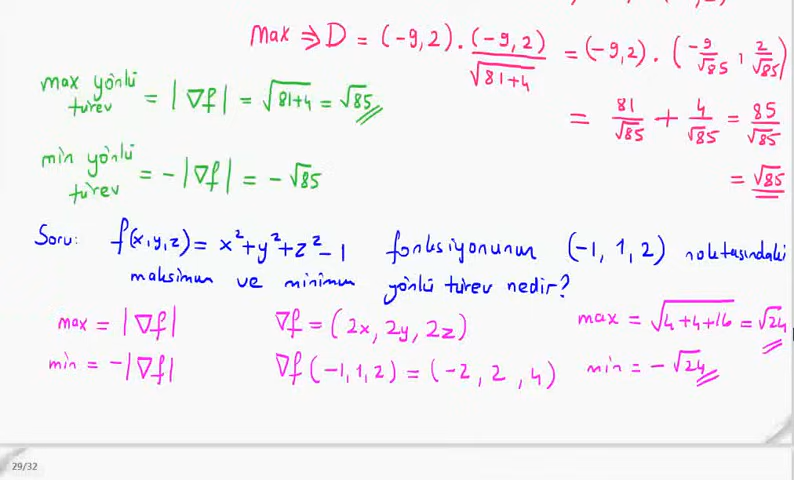 Max ⇒ D = (-9,2) . (-9,2)/√(81+4) = (-9,2) . (-9/√85 , 2/√85)
max yönlü türev = |∇f| = √(81+4) = √85
= 81/√85 + 4/√85 = 85/√85
= √85
min yönlü türev = -|∇f| = -√85
Soru: f(x,y,z) = x²+y²+z²-1 fonksiyonunun (-1, 1, 2) noktasındaki
maksimum ve minimum yönlü türev nedir?
max = |∇f| ∇f = (2x, 2y, 2z) max = √(4+4+16) = √24
min = -|∇f| ∇f(-1,1,2) = (-2, 2, 4) min = -√24
29/32